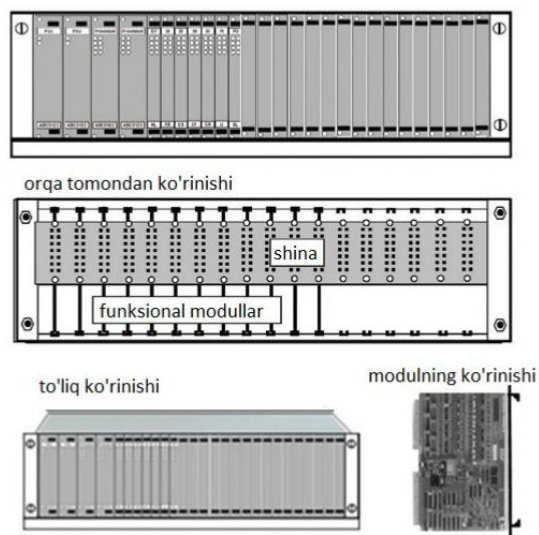 orqa tomondan ko'rinishi
shina
funksional modullar
to'liq ko'rinishi
modulning ko'rinishi